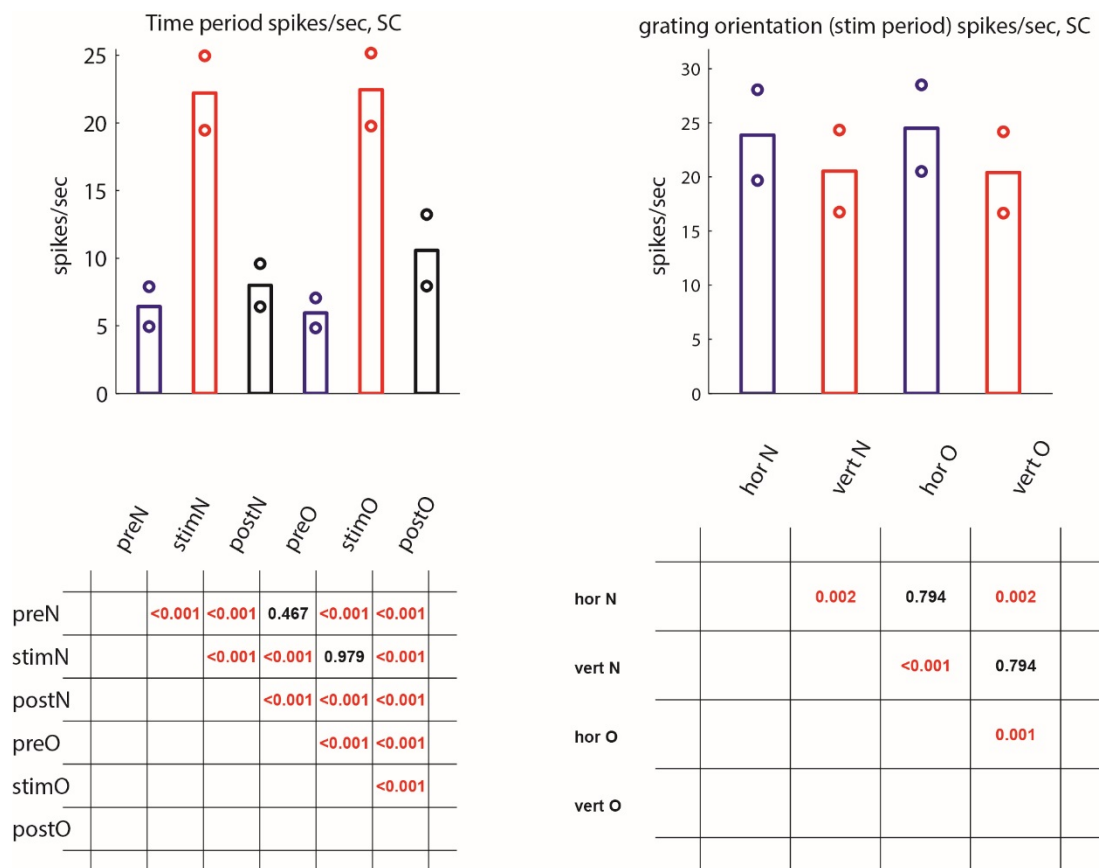 Time period spikes/sec, SC
25
20
15
10
5
0
spikes/sec
preN
stimN
postN
preO
stimO
postO
preN <0.001 <0.001 0.467 <0.001 <0.001
stimN <0.001 <0.001 0.979 <0.001
postN <0.001 <0.001 <0.001
preO <0.001 <0.001
stimO <0.001
postO
grating orientation (stim period) spikes/sec, SC
30
25
20
15
10
5
0
spikes/sec
hor N
vert N
hor O
vert O
hor N 0.002 0.794 0.002
vert N <0.001 0.794
hor O 0.001
vert O